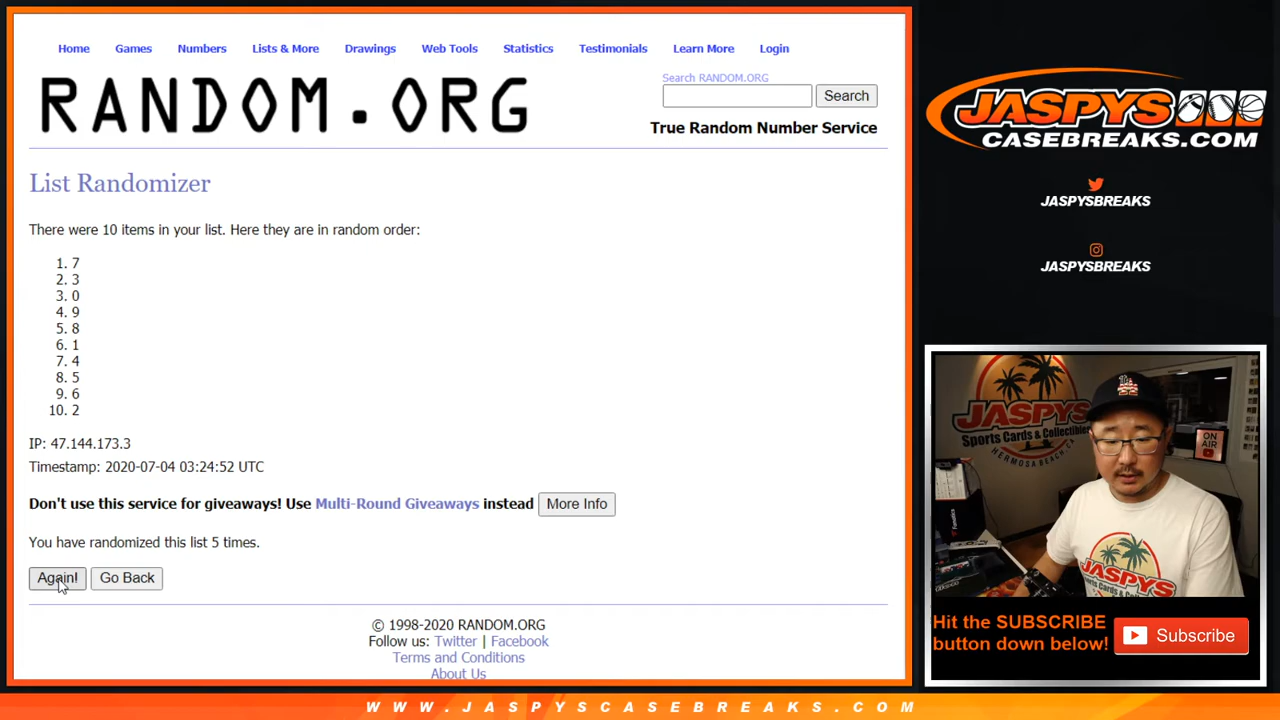 Home Games Numbers Lists & More Drawings Web Tools Statistics Testimonials Learn More Login
RANDOM.ORG
Search RANDOM.ORG
Search
True Random Number Service
List Randomizer
There were 10 items in your list. Here they are in random order:
1. 7
2. 3
3. 0
4. 9
5. 8
6. 1
7. 4
8. 5
9. 6
10. 2
IP: 47.144.173.3
Timestamp: 2020-07-04 03:24:52 UTC
Don't use this service for giveaways! Use Multi-Round Giveaways instead More Info
You have randomized this list 5 times.
Again! Go Back
© 1998-2020 RANDOM.ORG
Follow us: Twitter | Facebook
Terms and Conditions
About Us
JASPYS
CASEBREAKS.COM
JASPYSBREAKS
JASPYSBREAKS
JASPYS
Sports Cards & Collectibles
HERMOSA BEACH, CA
ON AIR
LA
JASPYS
Hit the SUBSCRIBE
button down below!
Subscribe
WWW.JASPYSCASEBREAKS.COM